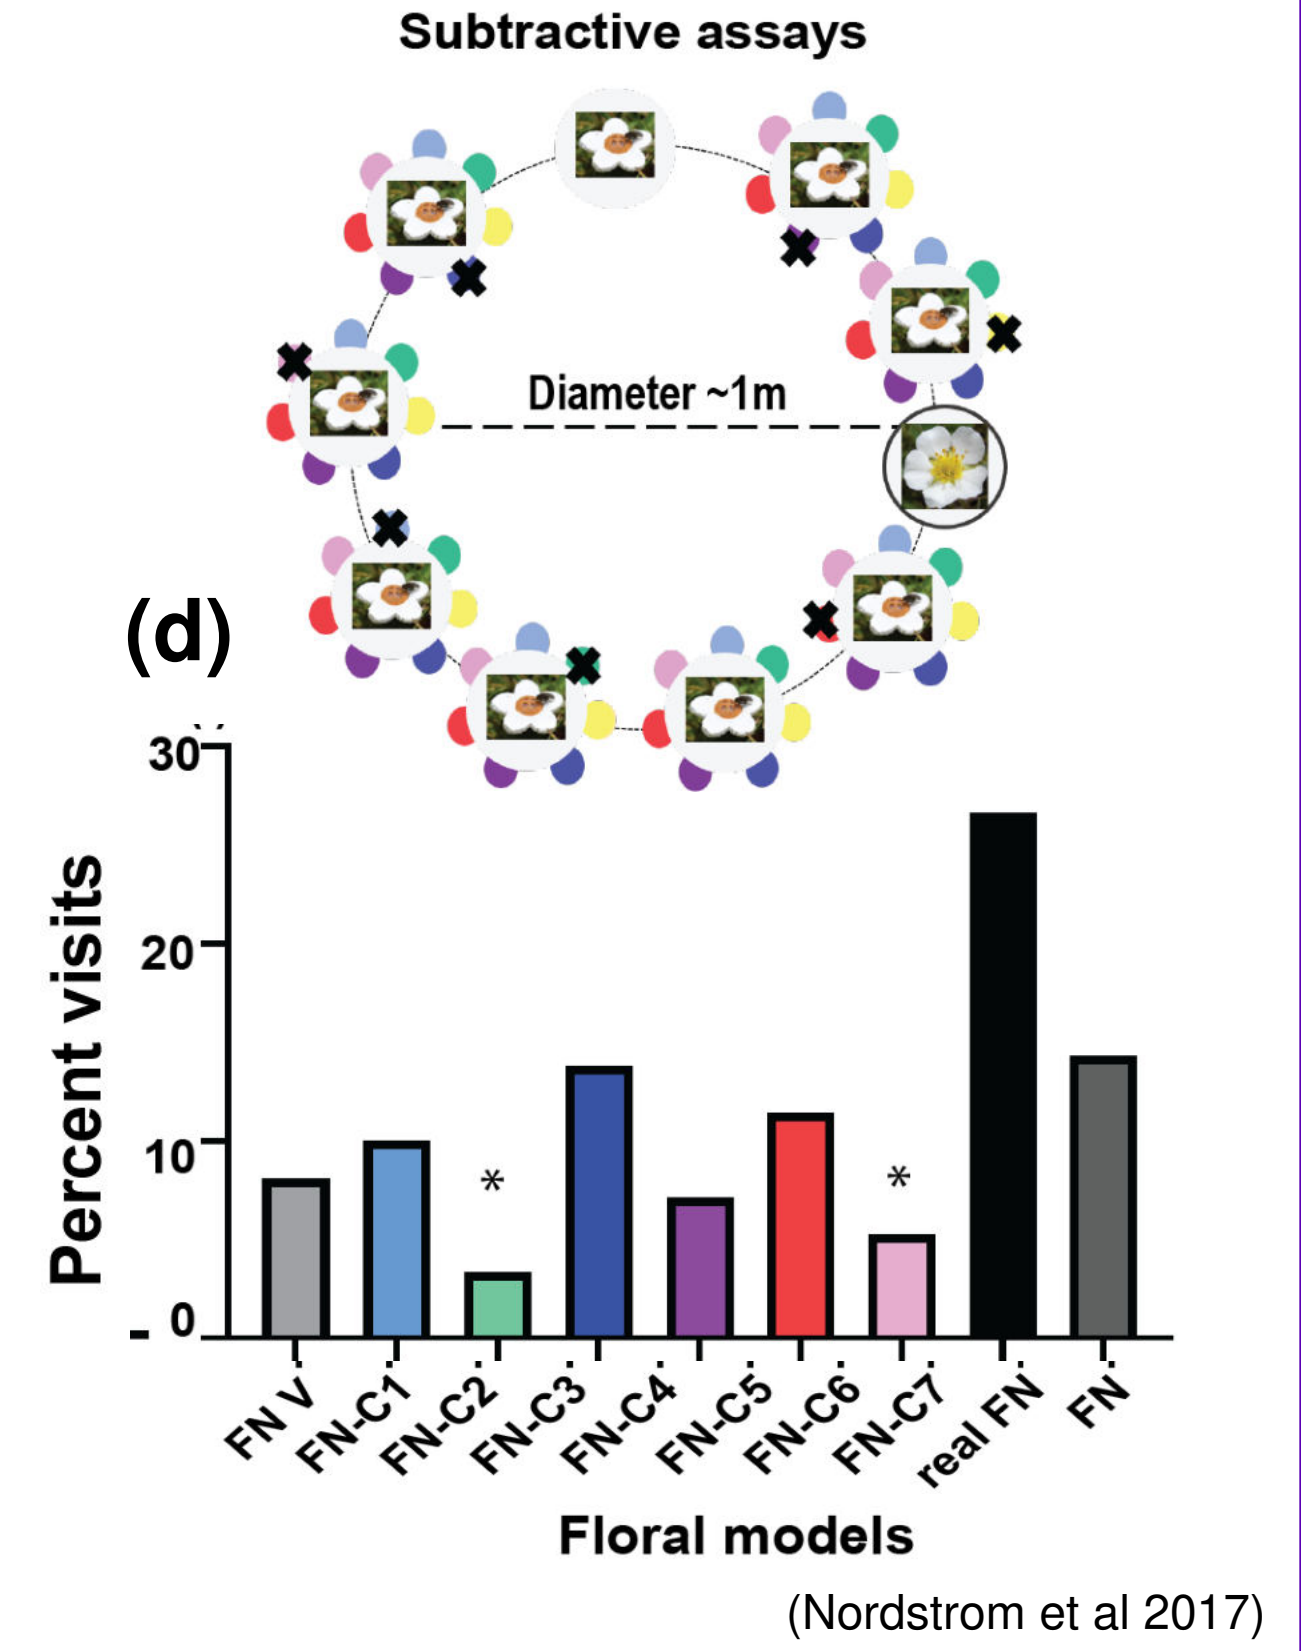 Subtractive assays
Diameter ~1m
(d)
30
20
10
- 0
Percent visits
*
*
FN V
FN-C1
FN-C2
FN-C3
FN-C4
FN-C5
FN-C6
FN-C7
real FN
FN
Floral models
(Nordstrom et al 2017)